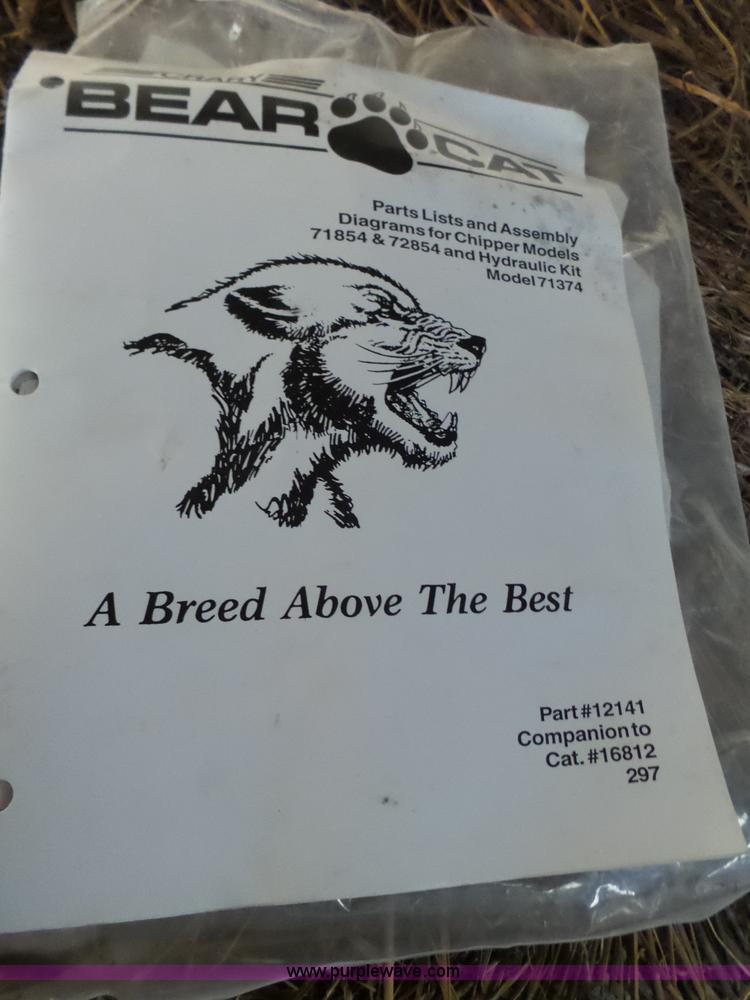 CRARY
BEAR CAT
Parts Lists and Assembly
Diagrams for Chipper Models
71854 & 72854 and Hydraulic Kit
Model 71374
A Breed Above The Best
Part #12141
Companion to
Cat. #16812
297
www.purplewave.com